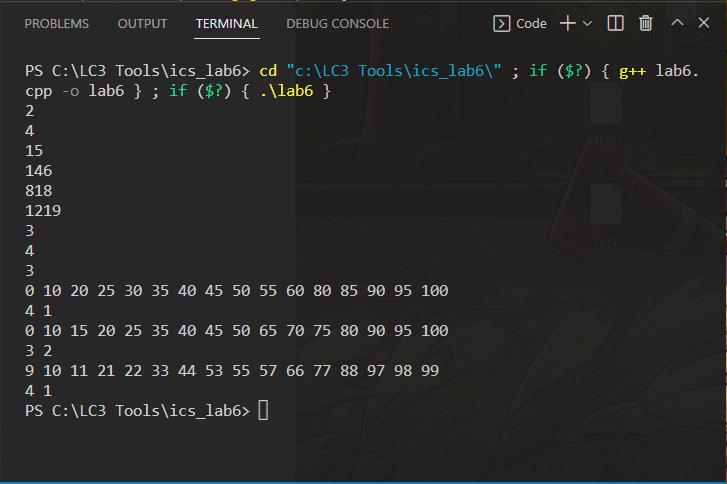 PROBLEMS OUTPUT TERMINAL DEBUG CONSOLE Code
PS C:\LC3 Tools\ics_lab6> cd "c:\LC3 Tools\ics_lab6\" ; if ($?) { g++ lab6.
cpp -o lab6 } ; if ($?) { .\lab6 }
2
4
15
146
818
1219
3
4
3
0 10 20 25 30 35 40 45 50 55 60 80 85 90 95 100
4 1
0 10 15 20 25 35 40 45 50 65 70 75 80 90 95 100
3 2
9 10 11 21 22 33 44 53 55 57 66 77 88 97 98 99
4 1
PS C:\LC3 Tools\ics_lab6>